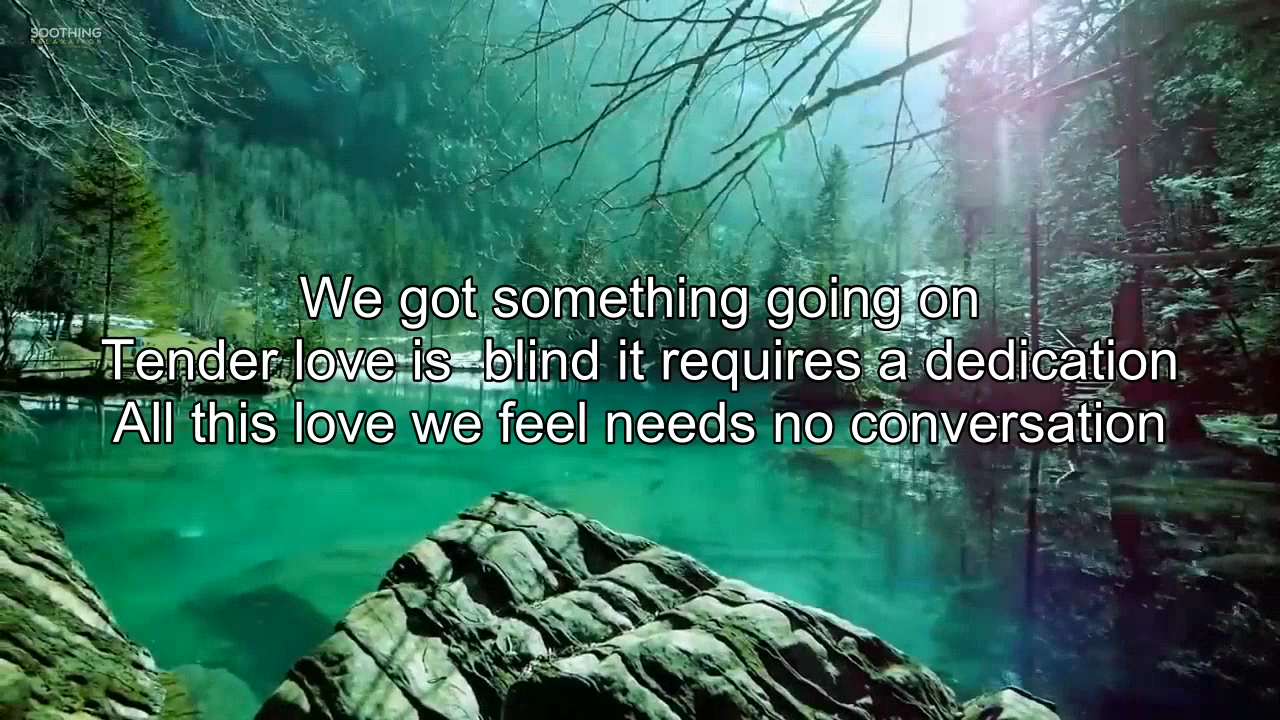 SOOTHING
RELAXATION
We got something going on
Tender love is  blind it requires a dedication
All this love we feel needs no conversation